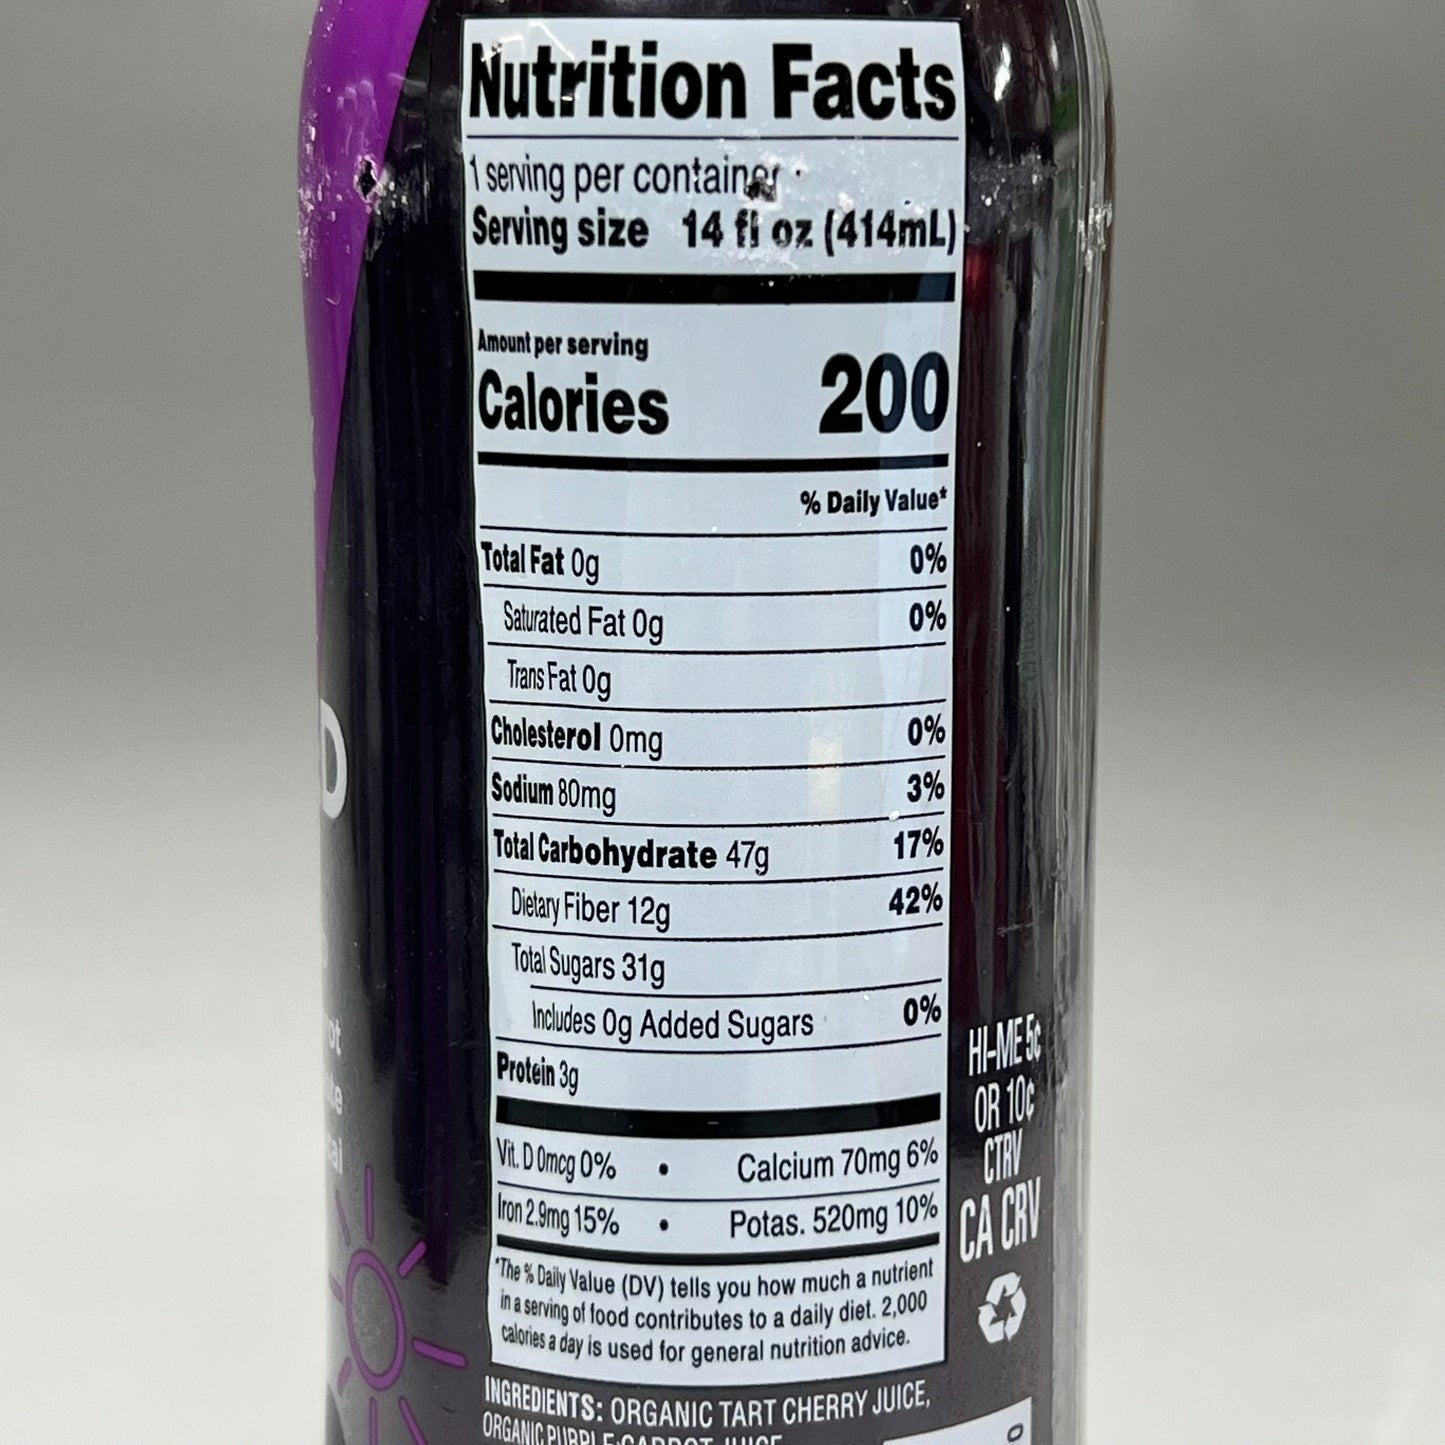 Nutrition Facts
1 serving per container
Serving size 14 fl oz (414mL)
Amount per serving
Calories 200
% Daily Value*
Total Fat 0g 0%
Saturated Fat 0g 0%
Trans Fat 0g
Cholesterol 0mg 0%
Sodium 80mg 3%
Total Carbohydrate 47g 17%
Dietary Fiber 12g 42%
Total Sugars 31g
Includes 0g Added Sugars 0%
Protein 3g
Vit. D 0mcg 0% • Calcium 70mg 6%
Iron 2.9mg 15% • Potas. 520mg 10%
*The % Daily Value (DV) tells you how much a nutrient
in a serving of food contributes to a daily diet. 2,000
calories a day is used for general nutrition advice.
INGREDIENTS: ORGANIC TART CHERRY JUICE,
ORGANIC PURPLE CARROT JUICE
HI-ME 5¢
OR 10¢
CTRV
CA CRV
D